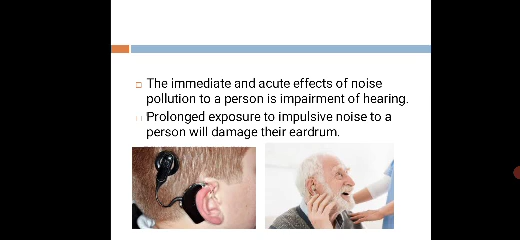 The immediate and acute effects of noise
pollution to a person is impairment of hearing.
Prolonged exposure to impulsive noise to a
person will damage their eardrum.